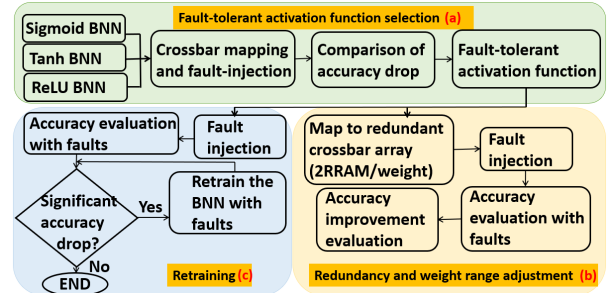 Fault-tolerant activation function selection (a)
Sigmoid BNN
Tanh BNN
ReLU BNN
Crossbar mapping
and fault-injection
Comparison of
accuracy drop
Fault-tolerant
activation function
Accuracy evaluation
with faults
Fault
injection
Significant
accuracy
drop?
Yes
Retrain the
BNN with
faults
No
END
Retraining (c)
Map to redundant
crossbar array
(2RRAM/weight)
Fault
injection
Accuracy
improvement
evaluation
Accuracy
evaluation with
faults
Redundancy and weight range adjustment (b)